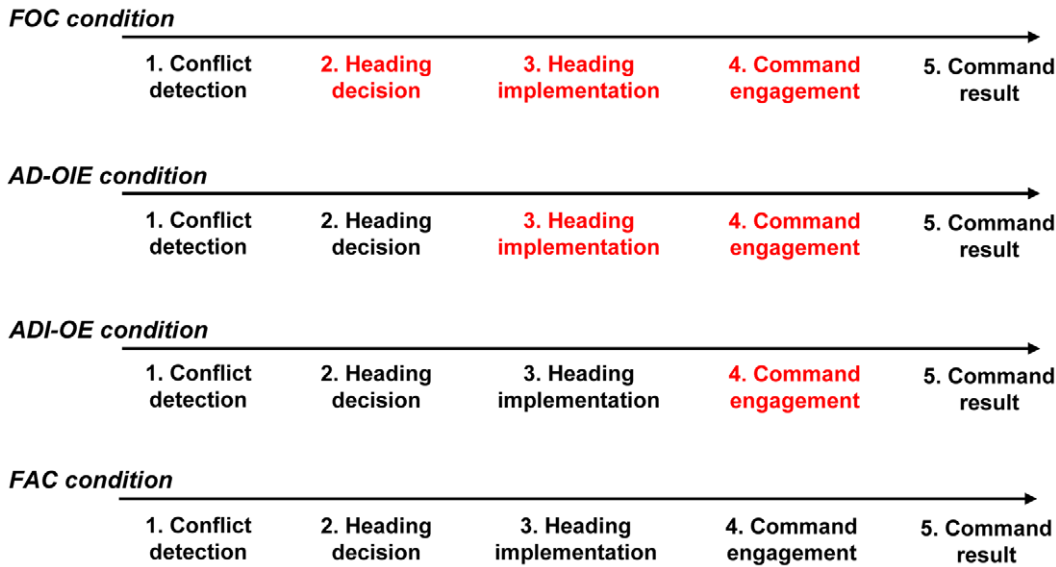 FOC condition
1. Conflict 2. Heading 3. Heading 4. Command 5. Command
detection decision implementation engagement result
AD-OIE condition
1. Conflict 2. Heading 3. Heading 4. Command 5. Command
detection decision implementation engagement result
ADI-OE condition
1. Conflict 2. Heading 3. Heading 4. Command 5. Command
detection decision implementation engagement result
FAC condition
1. Conflict 2. Heading 3. Heading 4. Command 5. Command
detection decision implementation engagement result